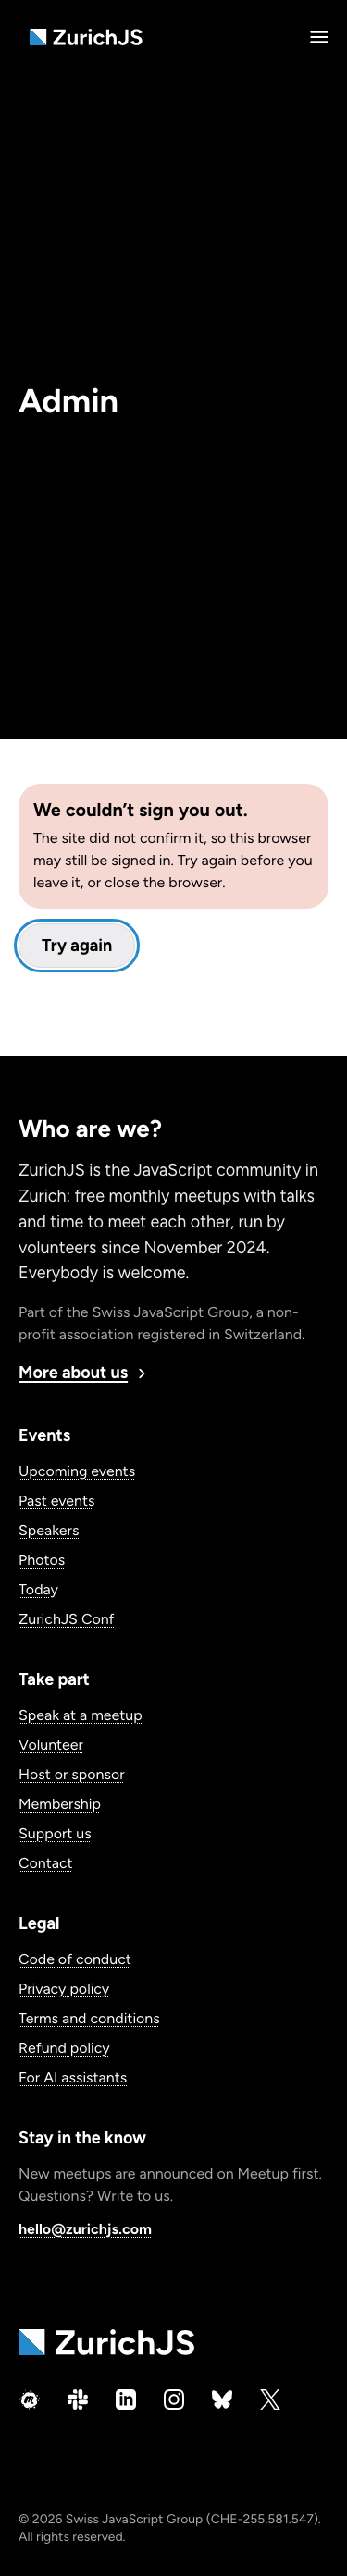 ZurichJS
Admin
We couldn’t sign you out.
The site did not confirm it, so this browser
may still be signed in. Try again before you
leave it, or close the browser.
Try again
Who are we?
ZurichJS is the JavaScript community in
Zurich: free monthly meetups with talks
and time to meet each other, run by
volunteers since November 2024.
Everybody is welcome.
Part of the Swiss JavaScript Group, a non-
profit association registered in Switzerland.
More about us
Events
Upcoming events
Past events
Speakers
Photos
Today
ZurichJS Conf
Take part
Speak at a meetup
Volunteer
Host or sponsor
Membership
Support us
Contact
Legal
Code of conduct
Privacy policy
Terms and conditions
Refund policy
For AI assistants
Stay in the know
New meetups are announced on Meetup first.
Questions? Write to us.
hello@zurichjs.com
ZurichJS
© 2026 Swiss JavaScript Group (CHE-255.581.547).
All rights reserved.